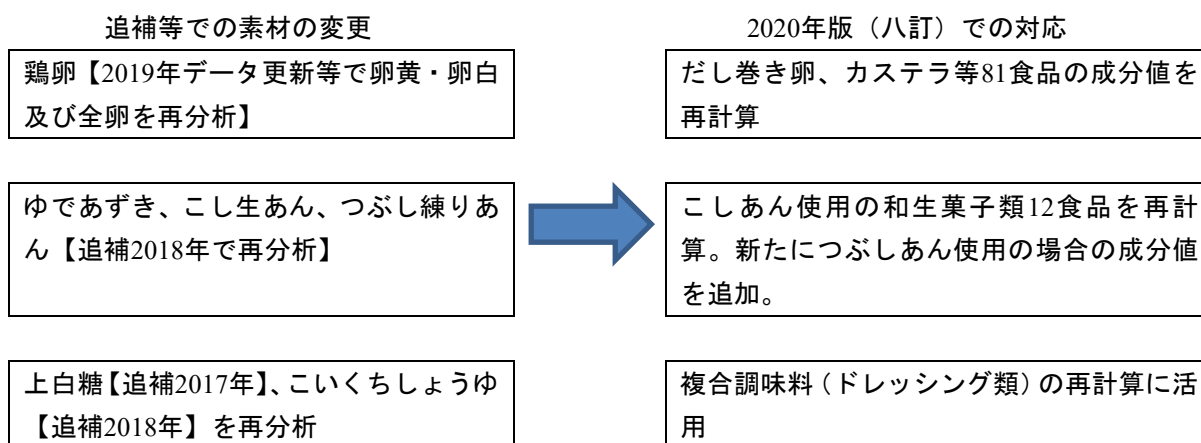 追補等での素材の変更
2020年版（八訂）での対応
鶏卵【2019年データ更新等で卵黄・卵白
及び全卵を再分析】
だし巻き卵、カステラ等81食品の成分値を
再計算
ゆであずき、こし生あん、つぶし練りあ
ん【追補2018年で再分析】
こしあん使用の和生菓子類12食品を再計
算。新たにつぶしあん使用の場合の成分値
を追加。
上白糖【追補2017年】、こいくちしょうゆ
【追補2018年】を再分析
複合調味料（ドレッシング類）の再計算に活
用